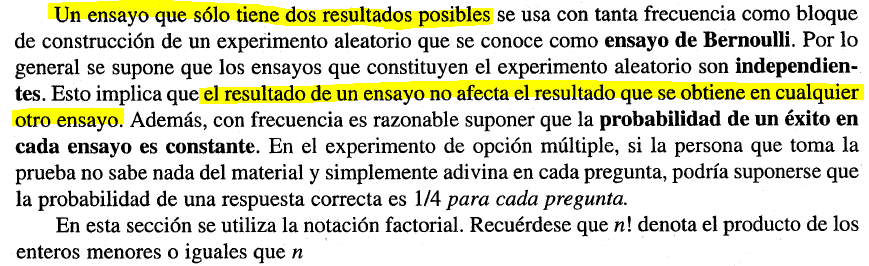 Un ensayo que sólo tiene dos resultados posibles se usa con tanta frecuencia como bloque
de construcción de un experimento aleatorio que se conoce como ensayo de Bernoulli. Por lo
general se supone que los ensayos que constituyen el experimento aleatorio son independien-
tes. Esto implica que el resultado de un ensayo no afecta el resultado que se obtiene en cualquier
otro ensayo. Además, con frecuencia es razonable suponer que la probabilidad de un éxito en
cada ensayo es constante. En el experimento de opción múltiple, si la persona que toma la
prueba no sabe nada del material y simplemente adivina en cada pregunta, podría suponerse que
la probabilidad de una respuesta correcta es 1/4 para cada pregunta.
En esta sección se utiliza la notación factorial. Recuérdese que n! denota el producto de los
enteros menores o iguales que n